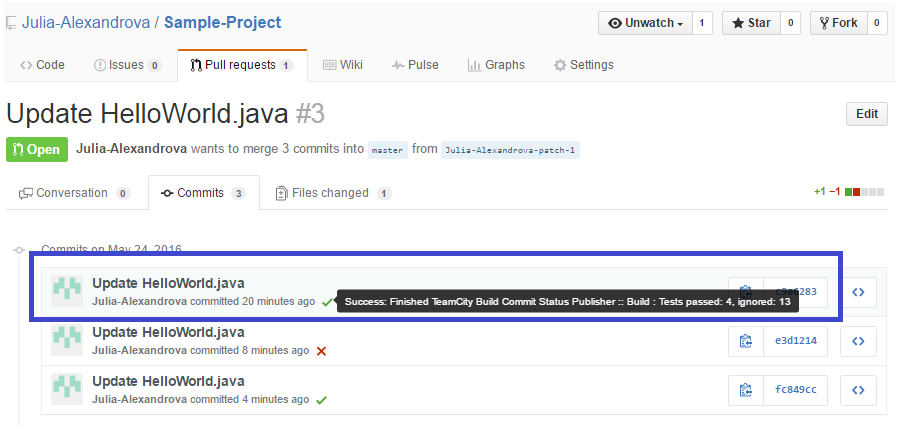 Julia-Alexandrova / Sample-Project
Unwatch 1 Star 0 Fork 0
Code Issues 0 Pull requests 1 Wiki Pulse Graphs Settings
Update HelloWorld.java #3 Edit
Open Julia-Alexandrova wants to merge 3 commits into master from Julia-Alexandrova-patch-1
Conversation 0 Commits 3 Files changed 1 +1 −1
Commits on May 24, 2016
Update HelloWorld.java
Julia-Alexandrova committed 20 minutes ago Success: Finished TeamCity Build Commit Status Publisher :: Build : Tests passed: 4, ignored: 13
Update HelloWorld.java
Julia-Alexandrova committed 8 minutes ago e3d1214
Update HelloWorld.java
Julia-Alexandrova committed 4 minutes ago fc849cc